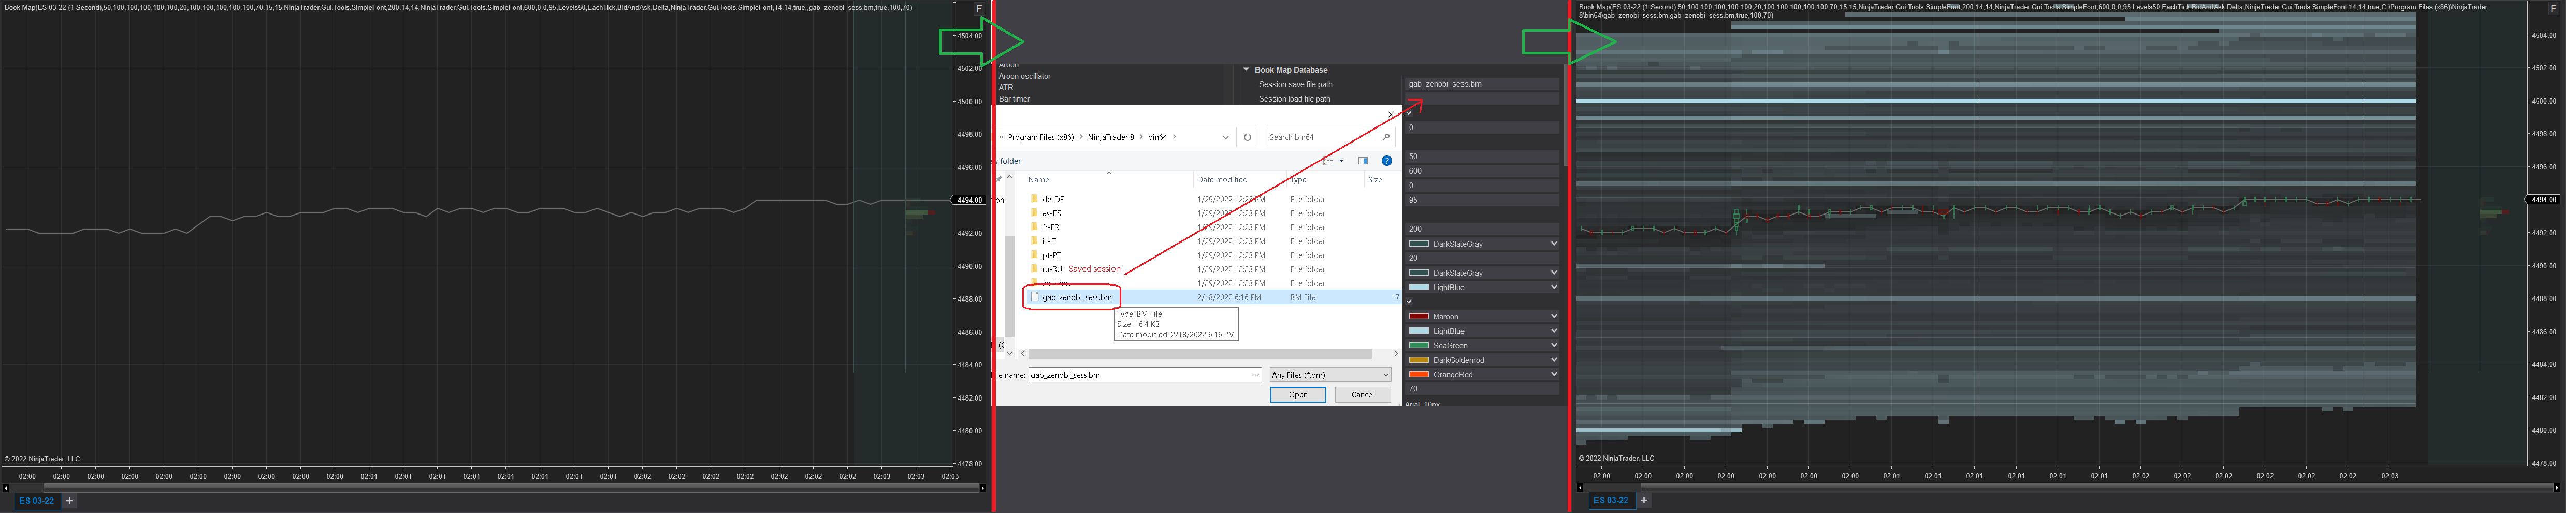 Book Map(ES 03-22 (1 Second),50,100,100,100,100,100,20,100,100,100,100,100,70,15,15,NinjaTrader.Gui.Tools.SimpleFont,200,14,14,NinjaTrader.Gui.Tools.SimpleFont,600,0,0,95,Levels50,EachTick,BidAndAsk,Delta,NinjaTrader.Gui.Tools.SimpleFont,14,14,true,,gab_zenobi_sess.bm,true,100,70)
F
4504.00
4502.00
4500.00
4498.00
4496.00
4494.00
4492.00
4490.00
4488.00
4486.00
4484.00
4482.00
4480.00
4478.00
© 2022 NinjaTrader, LLC
02:00 02:00 02:00 02:00 02:00 02:00 02:01 02:01 02:01 02:01 02:01 02:01 02:01 02:02 02:02 02:02 02:02 02:02 02:02 02:02 02:02 02:03 02:03 02:03 02:03
ES 03-22 +
Aroon
Aroon oscillator
ATR
Bar timer
Book Map Database
Session save file path gab_zenobi_sess.bm
Session load file path
0
50
600
0
95
200
DarkSlateGray
20
DarkSlateGray
LightBlue
Maroon
LightBlue
SeaGreen
DarkGoldenrod
OrangeRed
70
Arial, 10px
« Program Files (x86) > NinjaTrader 8 > bin64 >
Search bin64
folder
Name Date modified Type Size
de-DE 1/29/2022 12:23 PM File folder
es-ES 1/29/2022 12:23 PM File folder
fr-FR 1/29/2022 12:23 PM File folder
it-IT 1/29/2022 12:23 PM File folder
pt-PT 1/29/2022 12:23 PM File folder
ru-RU Saved session 1/29/2022 12:23 PM File folder
zh-Hans 1/29/2022 12:23 PM File folder
gab_zenobi_sess.bm 2/18/2022 6:16 PM BM File 17
Type: BM File
Size: 16.4 KB
Date modified: 2/18/2022 6:16 PM
name: gab_zenobi_sess.bm
Any Files (*.bm)
Open Cancel
Book Map(ES 03-22 (1 Second),50,100,100,100,100,100,20,100,100,100,100,100,70,15,15,NinjaTrader.Gui.Tools.SimpleFont,200,14,14,NinjaTrader.Gui.Tools.SimpleFont,600,0,0,95,Levels50,EachTick,BidAndAsk,Delta,NinjaTrader.Gui.Tools.SimpleFont,14,14,true,C:\Program Files (x86)\NinjaTrader
8\bin64\gab_zenobi_sess.bm,gab_zenobi_sess.bm,true,100,70)
F
4504.00
4502.00
4500.00
4498.00
4496.00
4494.00
4492.00
4490.00
4488.00
4486.00
4484.00
4482.00
4480.00
4478.00
© 2022 NinjaTrader, LLC
02:00 02:00 02:00 02:00 02:00 02:00 02:01 02:01 02:01 02:01 02:01 02:01 02:01 02:02 02:02 02:02 02:02 02:02 02:02 02:03
ES 03-22 +